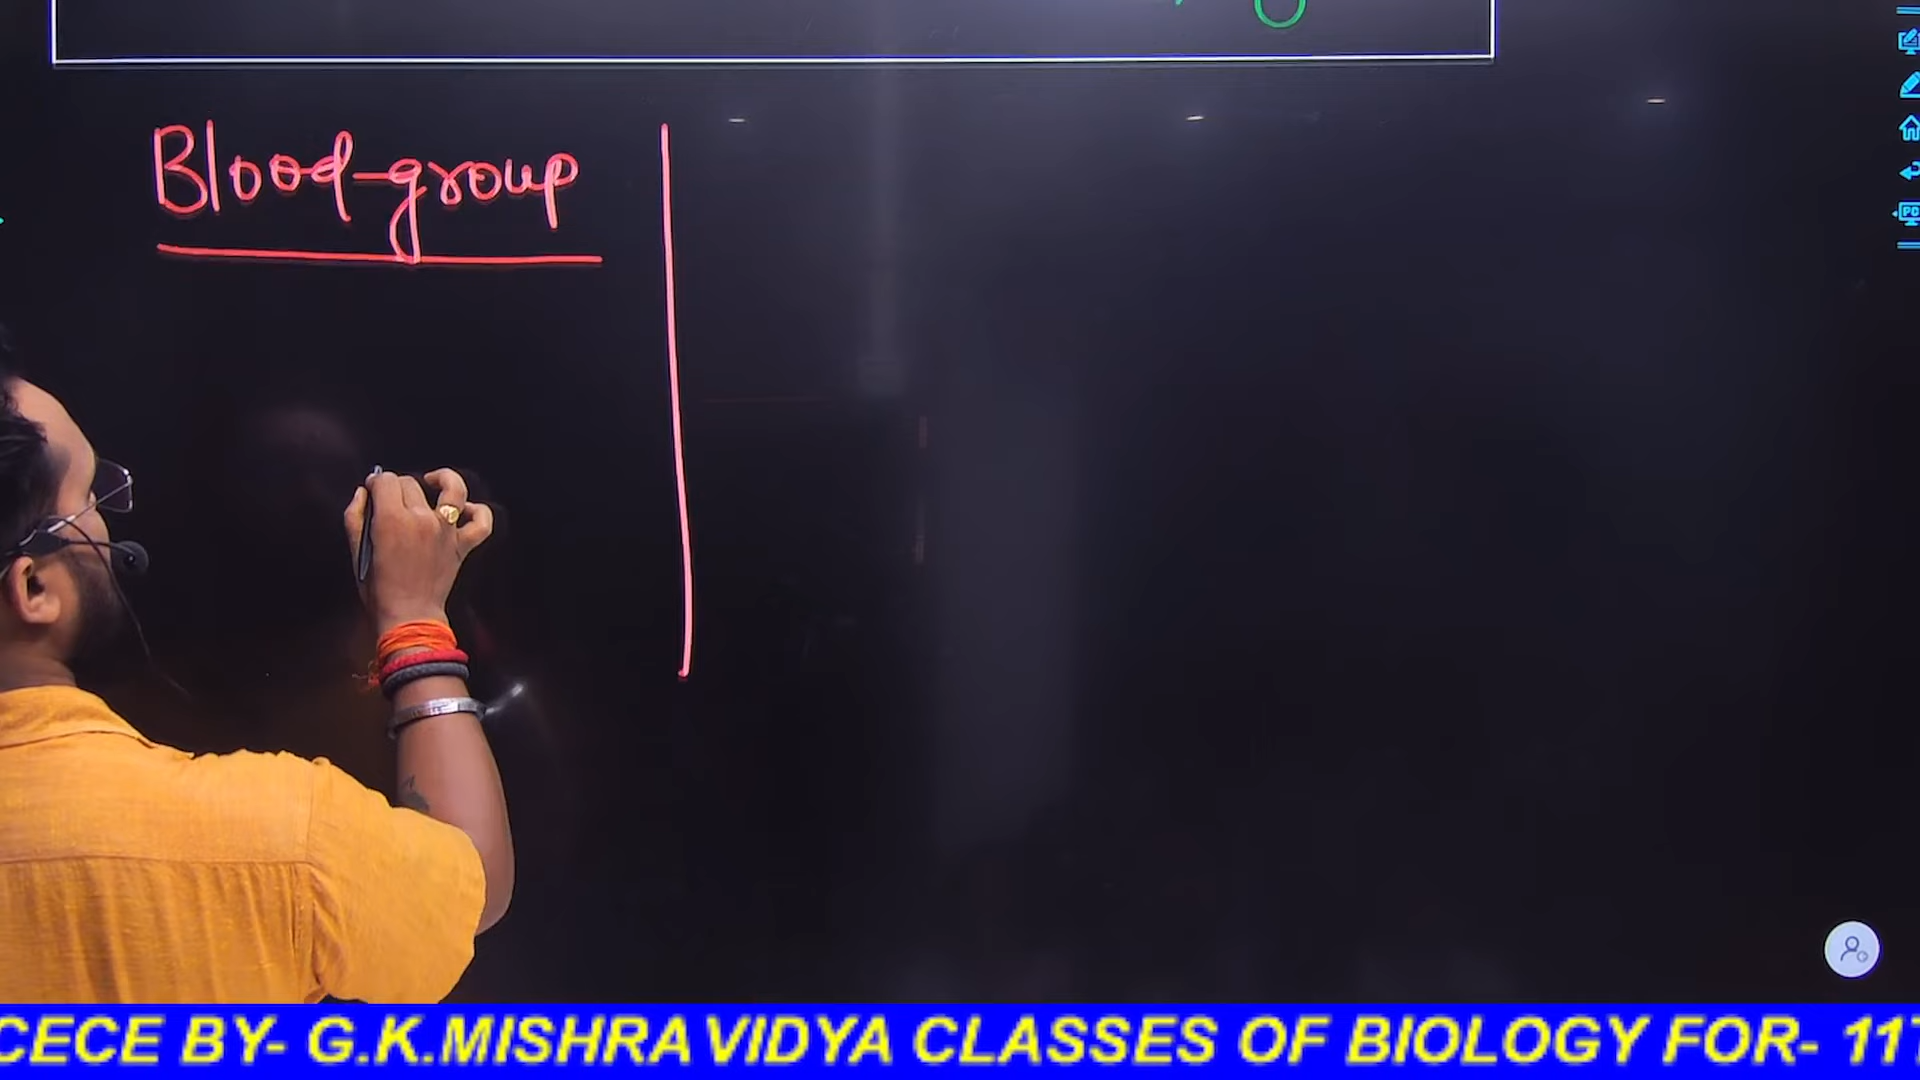 Blood-group
CECE BY- G.K.MISHRA VIDYA CLASSES OF BIOLOGY FOR- 11